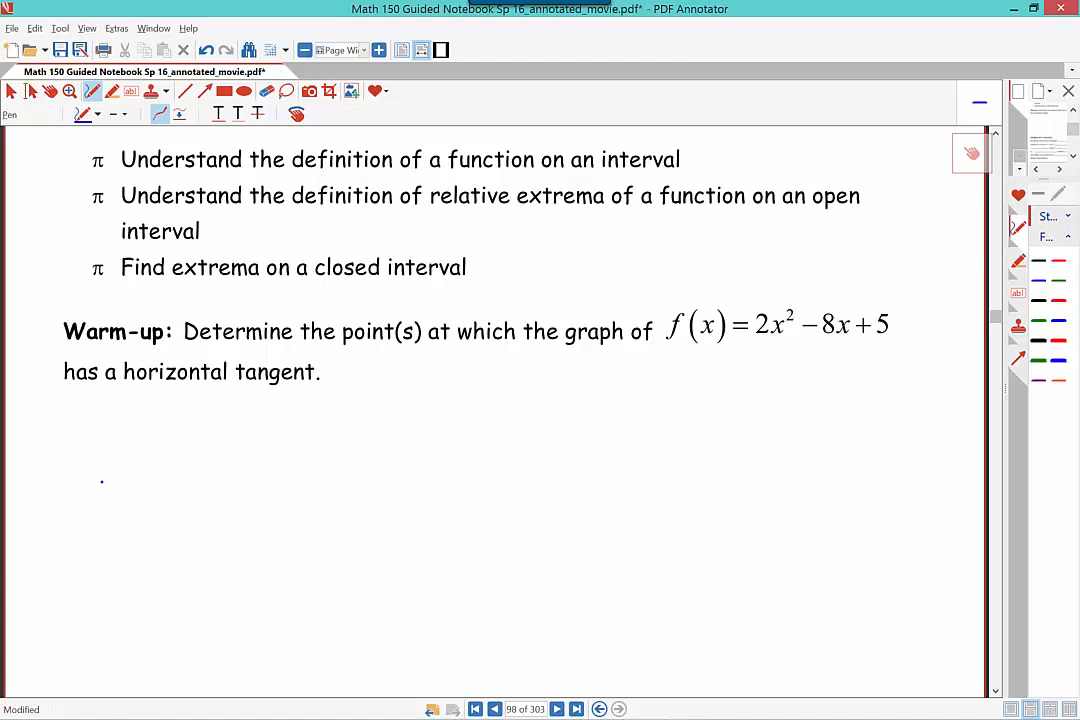 Math 150 Guided Notebook Sp 16_annotated_movie.pdf* - PDF Annotator
File Edit Tool View Extras Window Help
Page Wi
Math 150 Guided Notebook Sp 16_annotated_movie.pdf*
Pen
π Understand the definition of a function on an interval
π Understand the definition of relative extrema of a function on an open
interval
π Find extrema on a closed interval
Warm-up: Determine the point(s) at which the graph of f(x) = 2x² − 8x + 5
has a horizontal tangent.
St...
F...
Modified
98 of 303